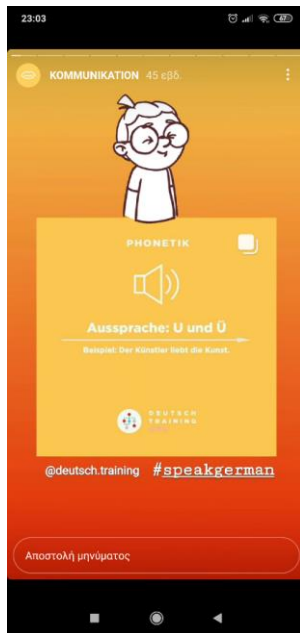 23:03
67
KOMMUNIKATION 45 εβδ.
PHONETIK
Aussprache: U und Ü
Beispiel: Der Künstler liebt die Kunst.
DEUTSCH
TRAINING
@deutsch.training #speakgerman
Αποστολή μηνύματος